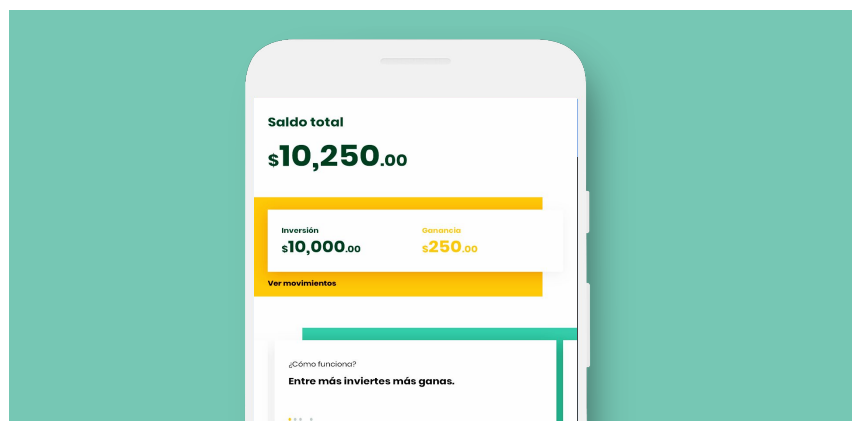 Saldo total
$10,250.00
Inversión
Ganancia
$10,000.00
$250.00
Ver movimientos
¿Cómo funciona?
Entre más inviertes más ganas.